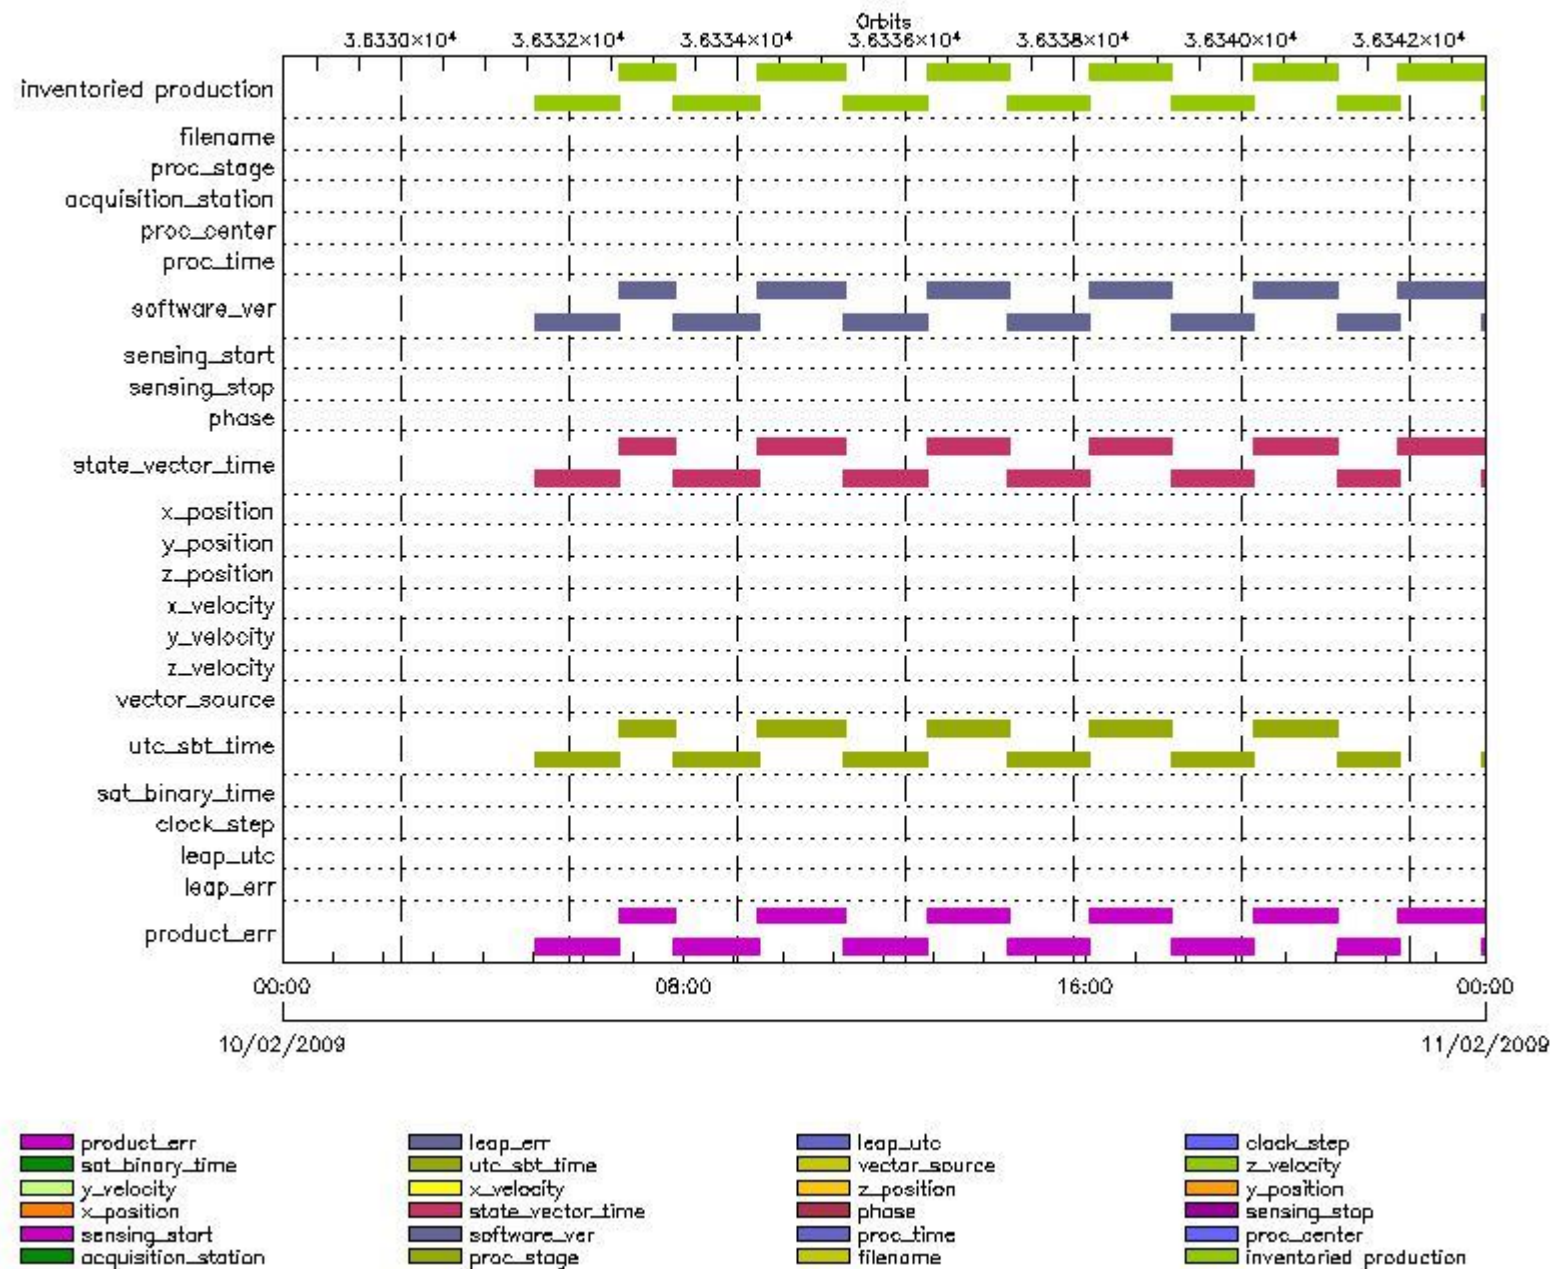 Orbits
3.6330×10⁴ 3.6332×10⁴ 3.6334×10⁴ 3.6336×10⁴ 3.6338×10⁴ 3.6340×10⁴ 3.6342×10⁴
inventoried production
filename
proc_stage
acquisition_station
proc_center
proc_time
software_ver
sensing_start
sensing_stop
phase
state_vector_time
x_position
y_position
z_position
x_velocity
y_velocity
z_velocity
vector_source
utc_sbt_time
sat_binary_time
clock_step
leap_utc
leap_err
product_err
00:00 08:00 16:00 00:00
10/02/2009 11/02/2009
product_err leap_err leap_utc clock_step
sat_binary_time utc_sbt_time vector_source z_velocity
y_velocity x_velocity z_position y_position
x_position state_vector_time phase sensing_stop
sensing_start software_ver proc_time proc_center
acquisition_station proc_stage filename inventoried production